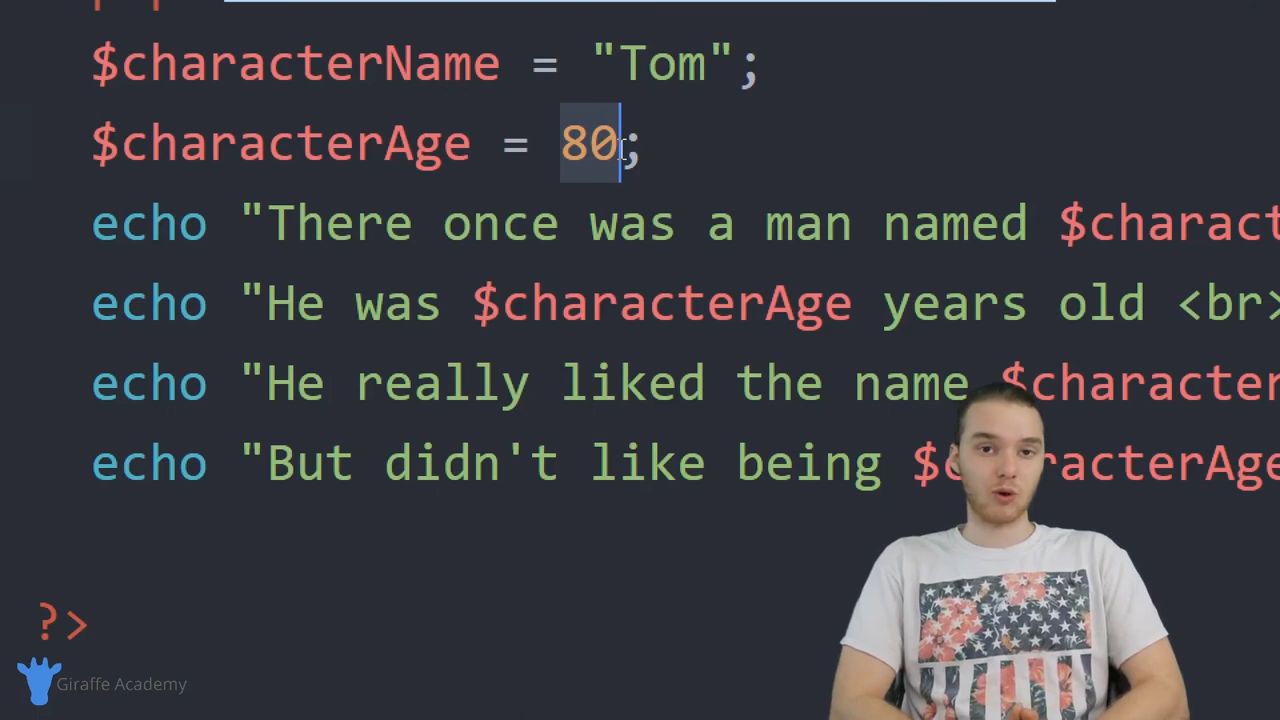 $characterName = "Tom";
$characterAge = 80;
echo "There once was a man named $charact
echo "He was $characterAge years old <br>
echo "He really liked the name $character
echo "But didn't like being $characterAge
?>
Giraffe Academy